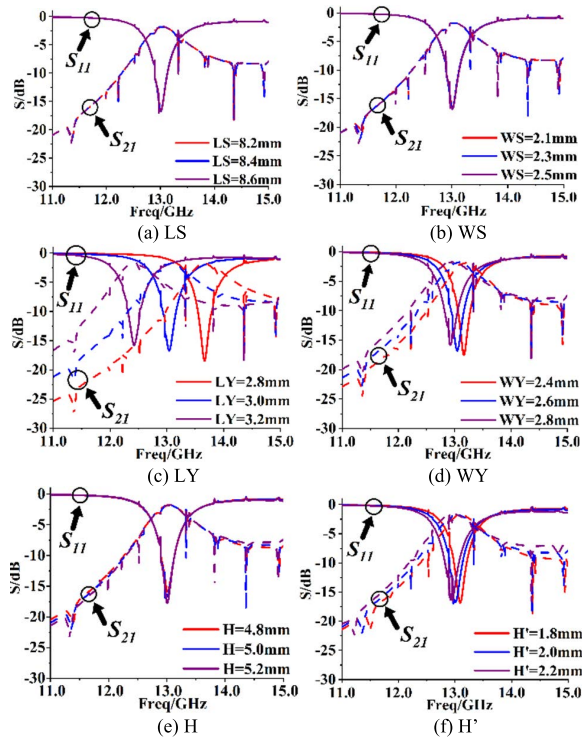 0
-5
-10
-15
-20
-25
-30
S/dB
S11
S21
LS=8.2mm
LS=8.4mm
LS=8.6mm
11.0 12.0 13.0 14.0 15.0
Freq/GHz
(a) LS
0
-5
-10
-15
-20
-25
-30
S/dB
S11
S21
WS=2.1mm
WS=2.3mm
WS=2.5mm
11.0 12.0 13.0 14.0 15.0
Freq/GHz
(b) WS
0
-5
-10
-15
-20
-25
-30
S/dB
S11
S21
LY=2.8mm
LY=3.0mm
LY=3.2mm
11.0 12.0 13.0 14.0 15.0
Freq/GHz
(c) LY
0
-5
-10
-15
-20
-25
-30
S/dB
S11
S21
WY=2.4mm
WY=2.6mm
WY=2.8mm
11.0 12.0 13.0 14.0 15.0
Freq/GHz
(d) WY
0
-5
-10
-15
-20
-25
-30
S/dB
S11
S21
H=4.8mm
H=5.0mm
H=5.2mm
11.0 12.0 13.0 14.0 15.0
Freq/GHz
(e) H
0
-5
-10
-15
-20
-25
-30
S/dB
S11
S21
H'=1.8mm
H'=2.0mm
H'=2.2mm
11.0 12.0 13.0 14.0 15.0
Freq/GHz
(f) H’